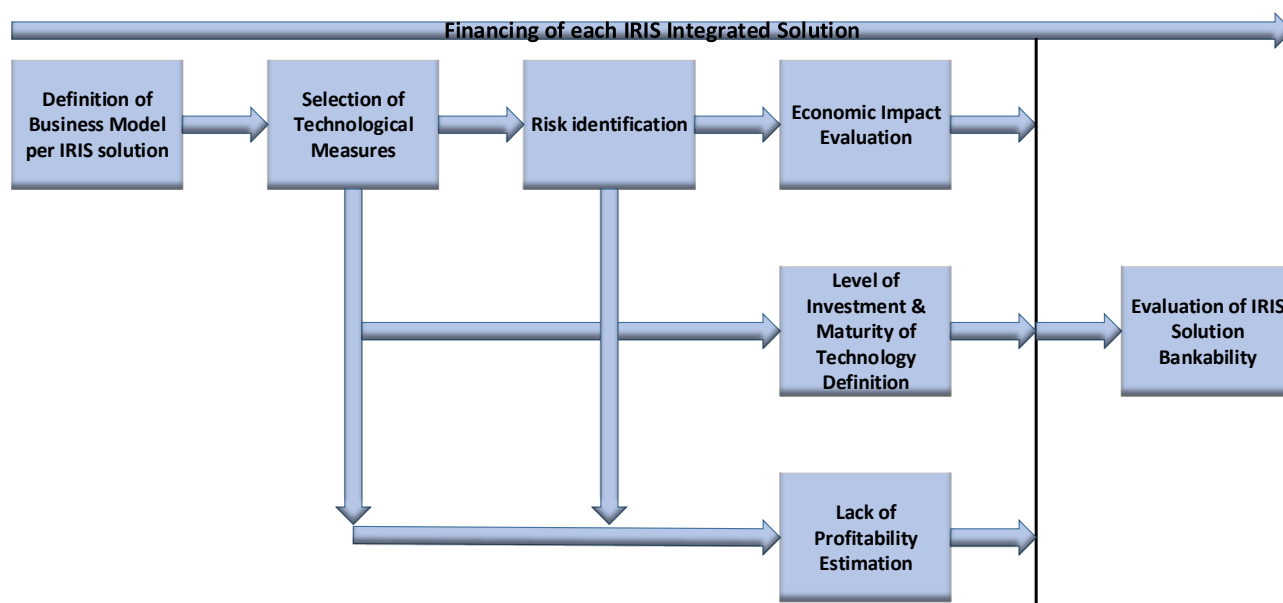 Financing of each IRIS Integrated Solution
Definition of
Business Model
per IRIS solution
Selection of
Technological
Measures
Risk identification
Economic Impact
Evaluation
Level of
Investment &
Maturity of
Technology
Definition
Evaluation of IRIS
Solution
Bankability
Lack of
Profitability
Estimation